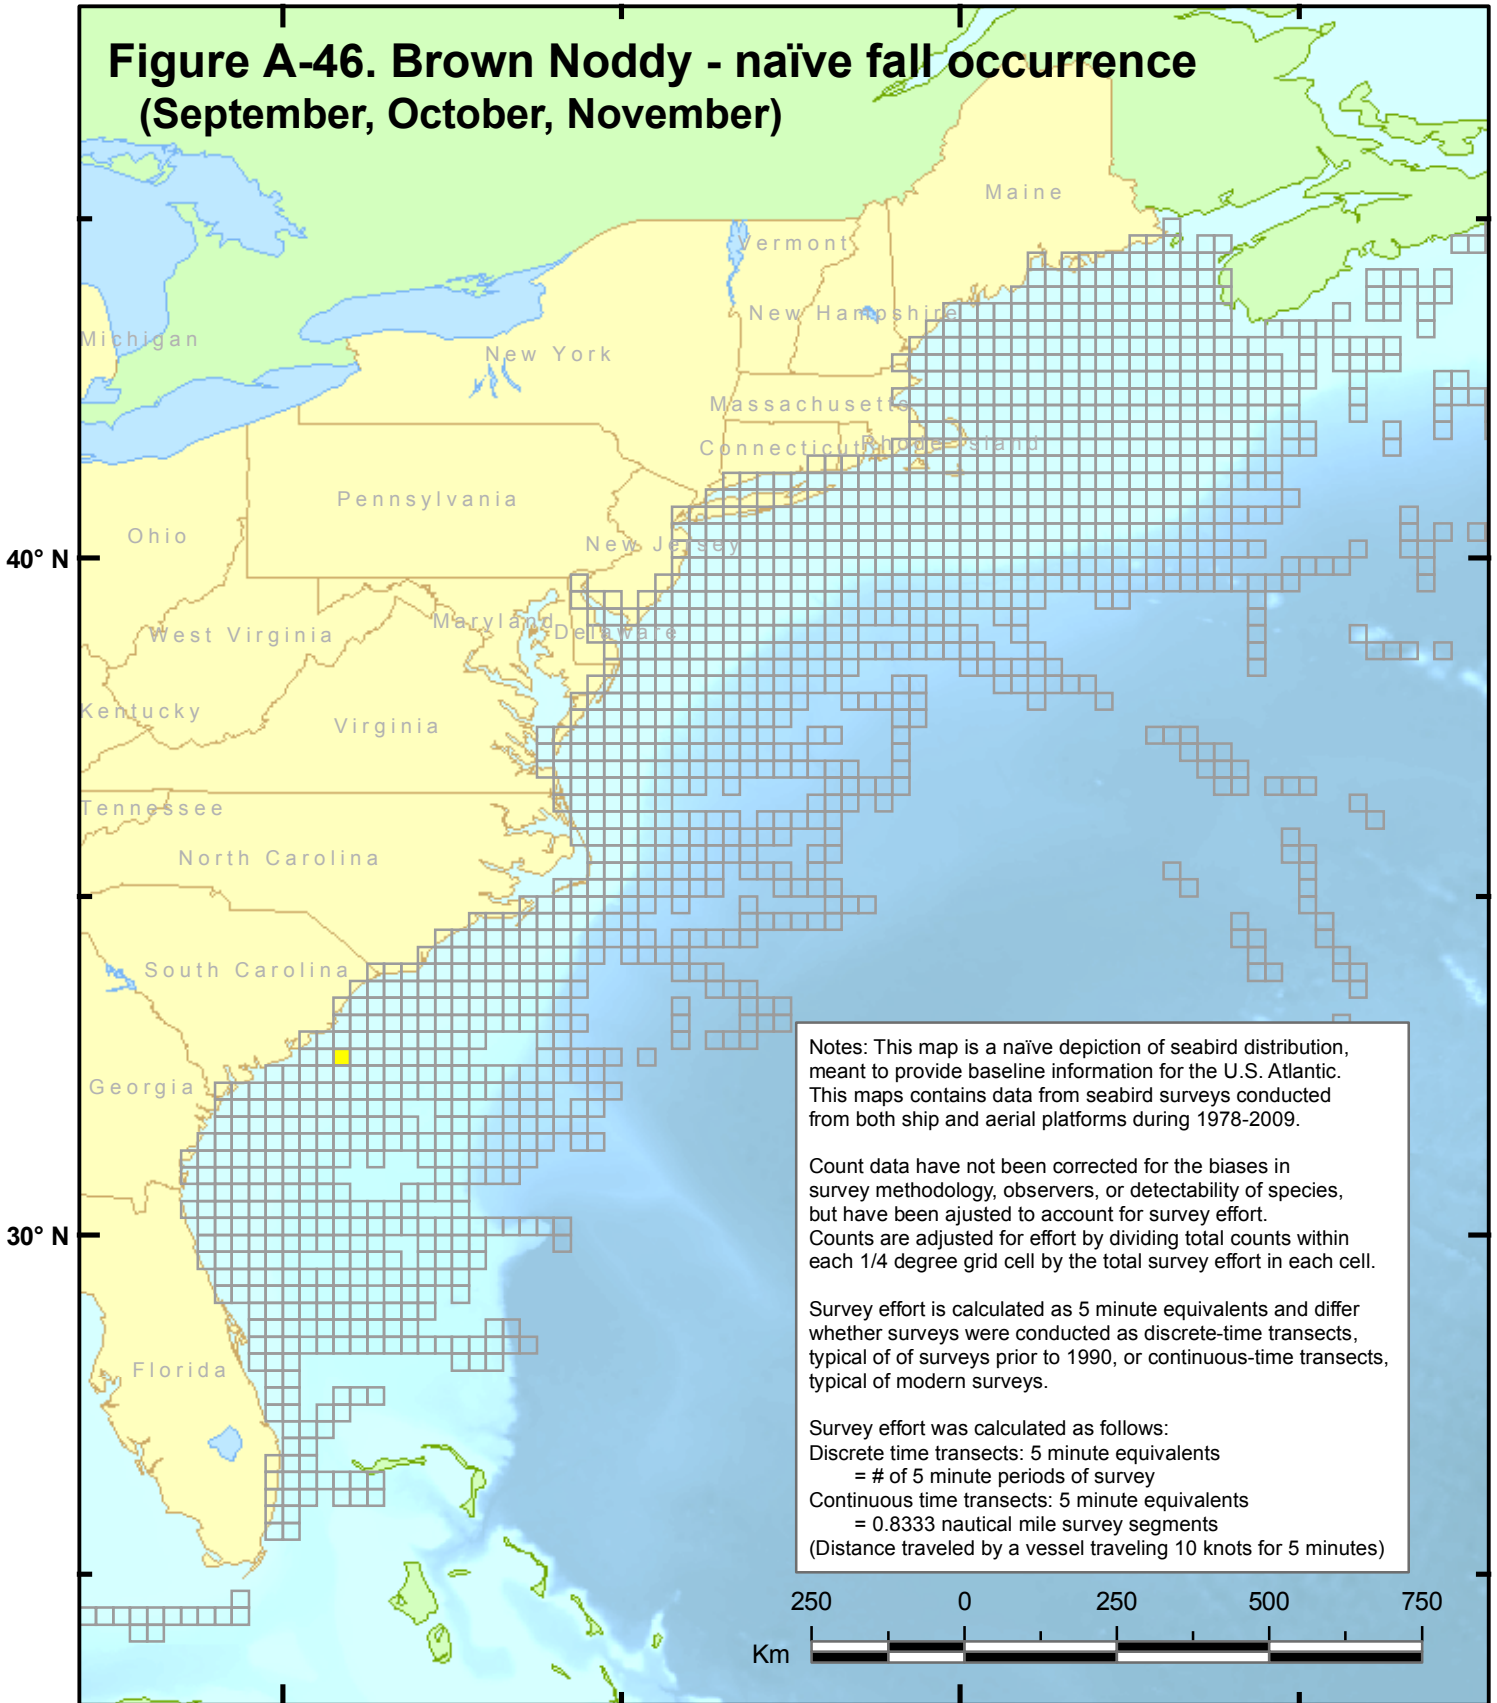 Figure A-46. Brown Noddy - naïve fall occurrence
(September, October, November)
Maine
Vermont
New Hampshire
Michigan
New York
Massachusetts
Connecticut
Rhode Island
Pennsylvania
Ohio
New Jersey
40° N
Maryland
Delaware
West Virginia
Kentucky
Virginia
Tennessee
North Carolina
South Carolina
Georgia
30° N
Florida
Notes: This map is a naïve depiction of seabird distribution,
meant to provide baseline information for the U.S. Atlantic.
This maps contains data from seabird surveys conducted
from both ship and aerial platforms during 1978-2009.
Count data have not been corrected for the biases in
survey methodology, observers, or detectability of species,
but have been ajusted to account for survey effort.
Counts are adjusted for effort by dividing total counts within
each 1/4 degree grid cell by the total survey effort in each cell.
Survey effort is calculated as 5 minute equivalents and differ
whether surveys were conducted as discrete-time transects,
typical of of surveys prior to 1990, or continuous-time transects,
typical of modern surveys.
Survey effort was calculated as follows:
Discrete time transects: 5 minute equivalents
= # of 5 minute periods of survey
Continuous time transects: 5 minute equivalents
= 0.8333 nautical mile survey segments
(Distance traveled by a vessel traveling 10 knots for 5 minutes)
250 0 250 500 750
Km